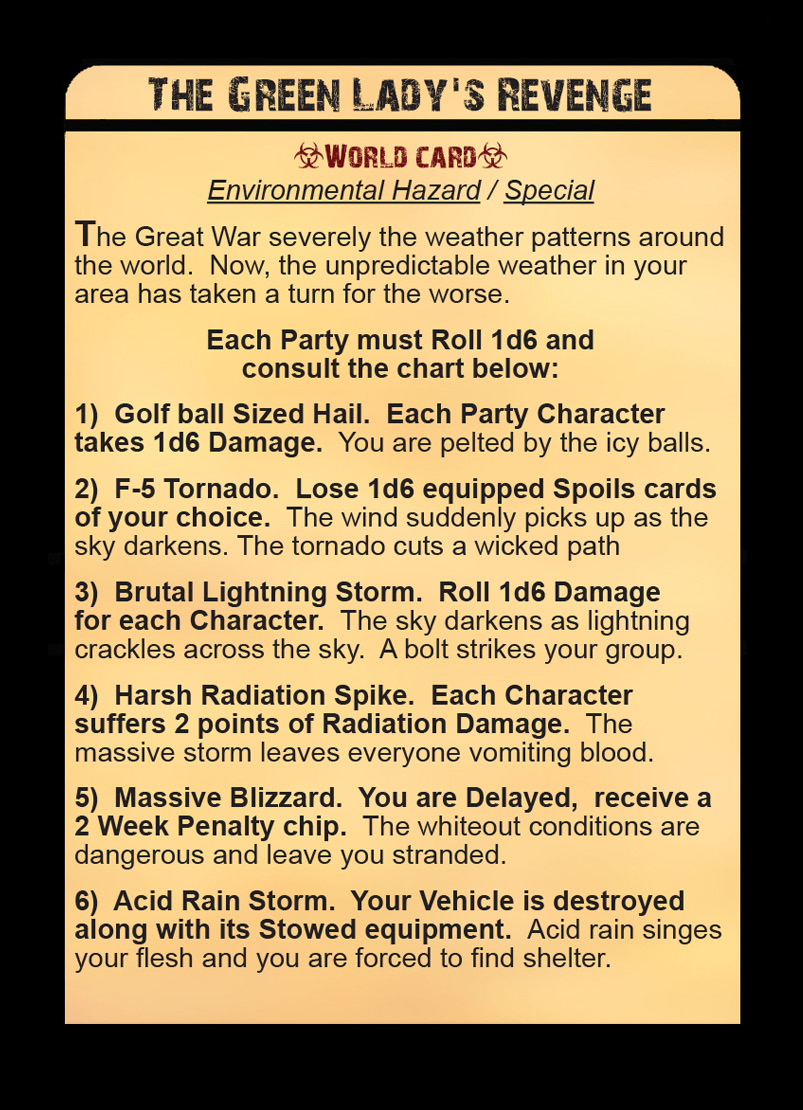 The Green Lady's Revenge
World Card
Environmental Hazard / Special
The Great War severely the weather patterns around
the world.  Now, the unpredictable weather in your
area has taken a turn for the worse.
Each Party must Roll 1d6 and
consult the chart below:
1)  Golf ball Sized Hail.  Each Party Character
takes 1d6 Damage.  You are pelted by the icy balls.
2)  F-5 Tornado.  Lose 1d6 equipped Spoils cards
of your choice.  The wind suddenly picks up as the
sky darkens. The tornado cuts a wicked path
3)  Brutal Lightning Storm.  Roll 1d6 Damage
for each Character.  The sky darkens as lightning
crackles across the sky.  A bolt strikes your group.
4)  Harsh Radiation Spike.  Each Character
suffers 2 points of Radiation Damage.  The
massive storm leaves everyone vomiting blood.
5)  Massive Blizzard.  You are Delayed,  receive a
2 Week Penalty chip.  The whiteout conditions are
dangerous and leave you stranded.
6)  Acid Rain Storm.  Your Vehicle is destroyed
along with its Stowed equipment.  Acid rain singes
your flesh and you are forced to find shelter.